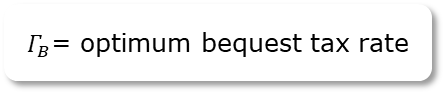 Γ_B = optimum bequest tax rate